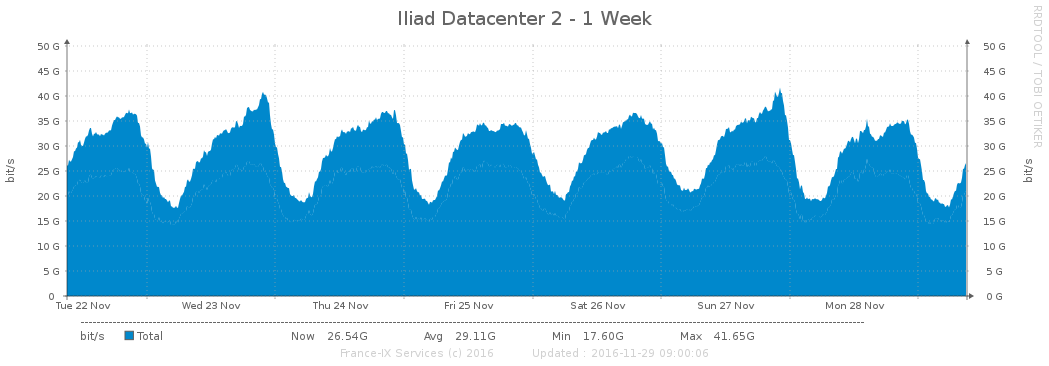 Iliad Datacenter 2 - 1 Week
RRDTOOL / TOBI OETIKER
bit/s
bit/s
50 G 50 G
45 G 45 G
40 G 40 G
35 G 35 G
30 G 30 G
25 G 25 G
20 G 20 G
15 G 15 G
10 G 10 G
5 G 5 G
0 0 G
Tue 22 Nov Wed 23 Nov Thu 24 Nov Fri 25 Nov Sat 26 Nov Sun 27 Nov Mon 28 Nov
bit/s Total Now 26.54G Avg 29.11G Min 17.60G Max 41.65G
France-IX Services (c) 2016 Updated : 2016-11-29 09:00:06